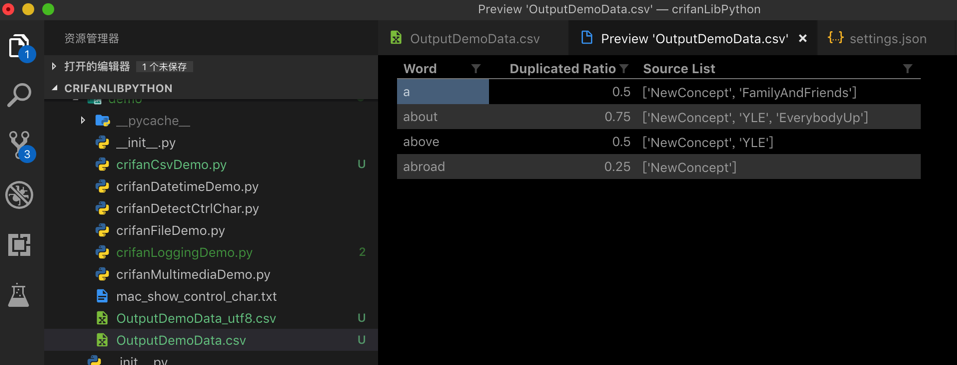 Preview 'OutputDemoData.csv' — crifanLibPython
1
3
资源管理器
打开的编辑器 1 个未保存
CRIFANLIBPYTHON
demo
__pycache__
__init__.py
crifanCsvDemo.py U
crifanDatetimeDemo.py
crifanDetectCtrlChar.py
crifanFileDemo.py
crifanLoggingDemo.py 2
crifanMultimediaDemo.py
mac_show_control_char.txt
OutputDemoData_utf8.csv U
OutputDemoData.csv U
__init__.py
OutputDemoData.csv Preview 'OutputDemoData.csv' × {..} settings.json
Word Duplicated Ratio Source List
a 0.5 ['NewConcept', 'FamilyAndFriends']
about 0.75 ['NewConcept', 'YLE', 'EverybodyUp']
above 0.5 ['NewConcept', 'YLE']
abroad 0.25 ['NewConcept']